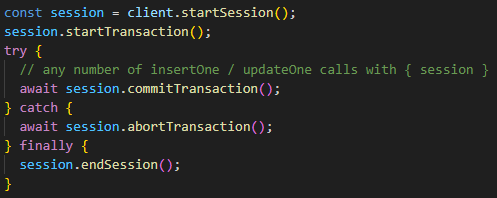 const session = client.startSession();
session.startTransaction();
try {
  // any number of insertOne / updateOne calls with { session }
  await session.commitTransaction();
} catch {
  await session.abortTransaction();
} finally {
  session.endSession();
}